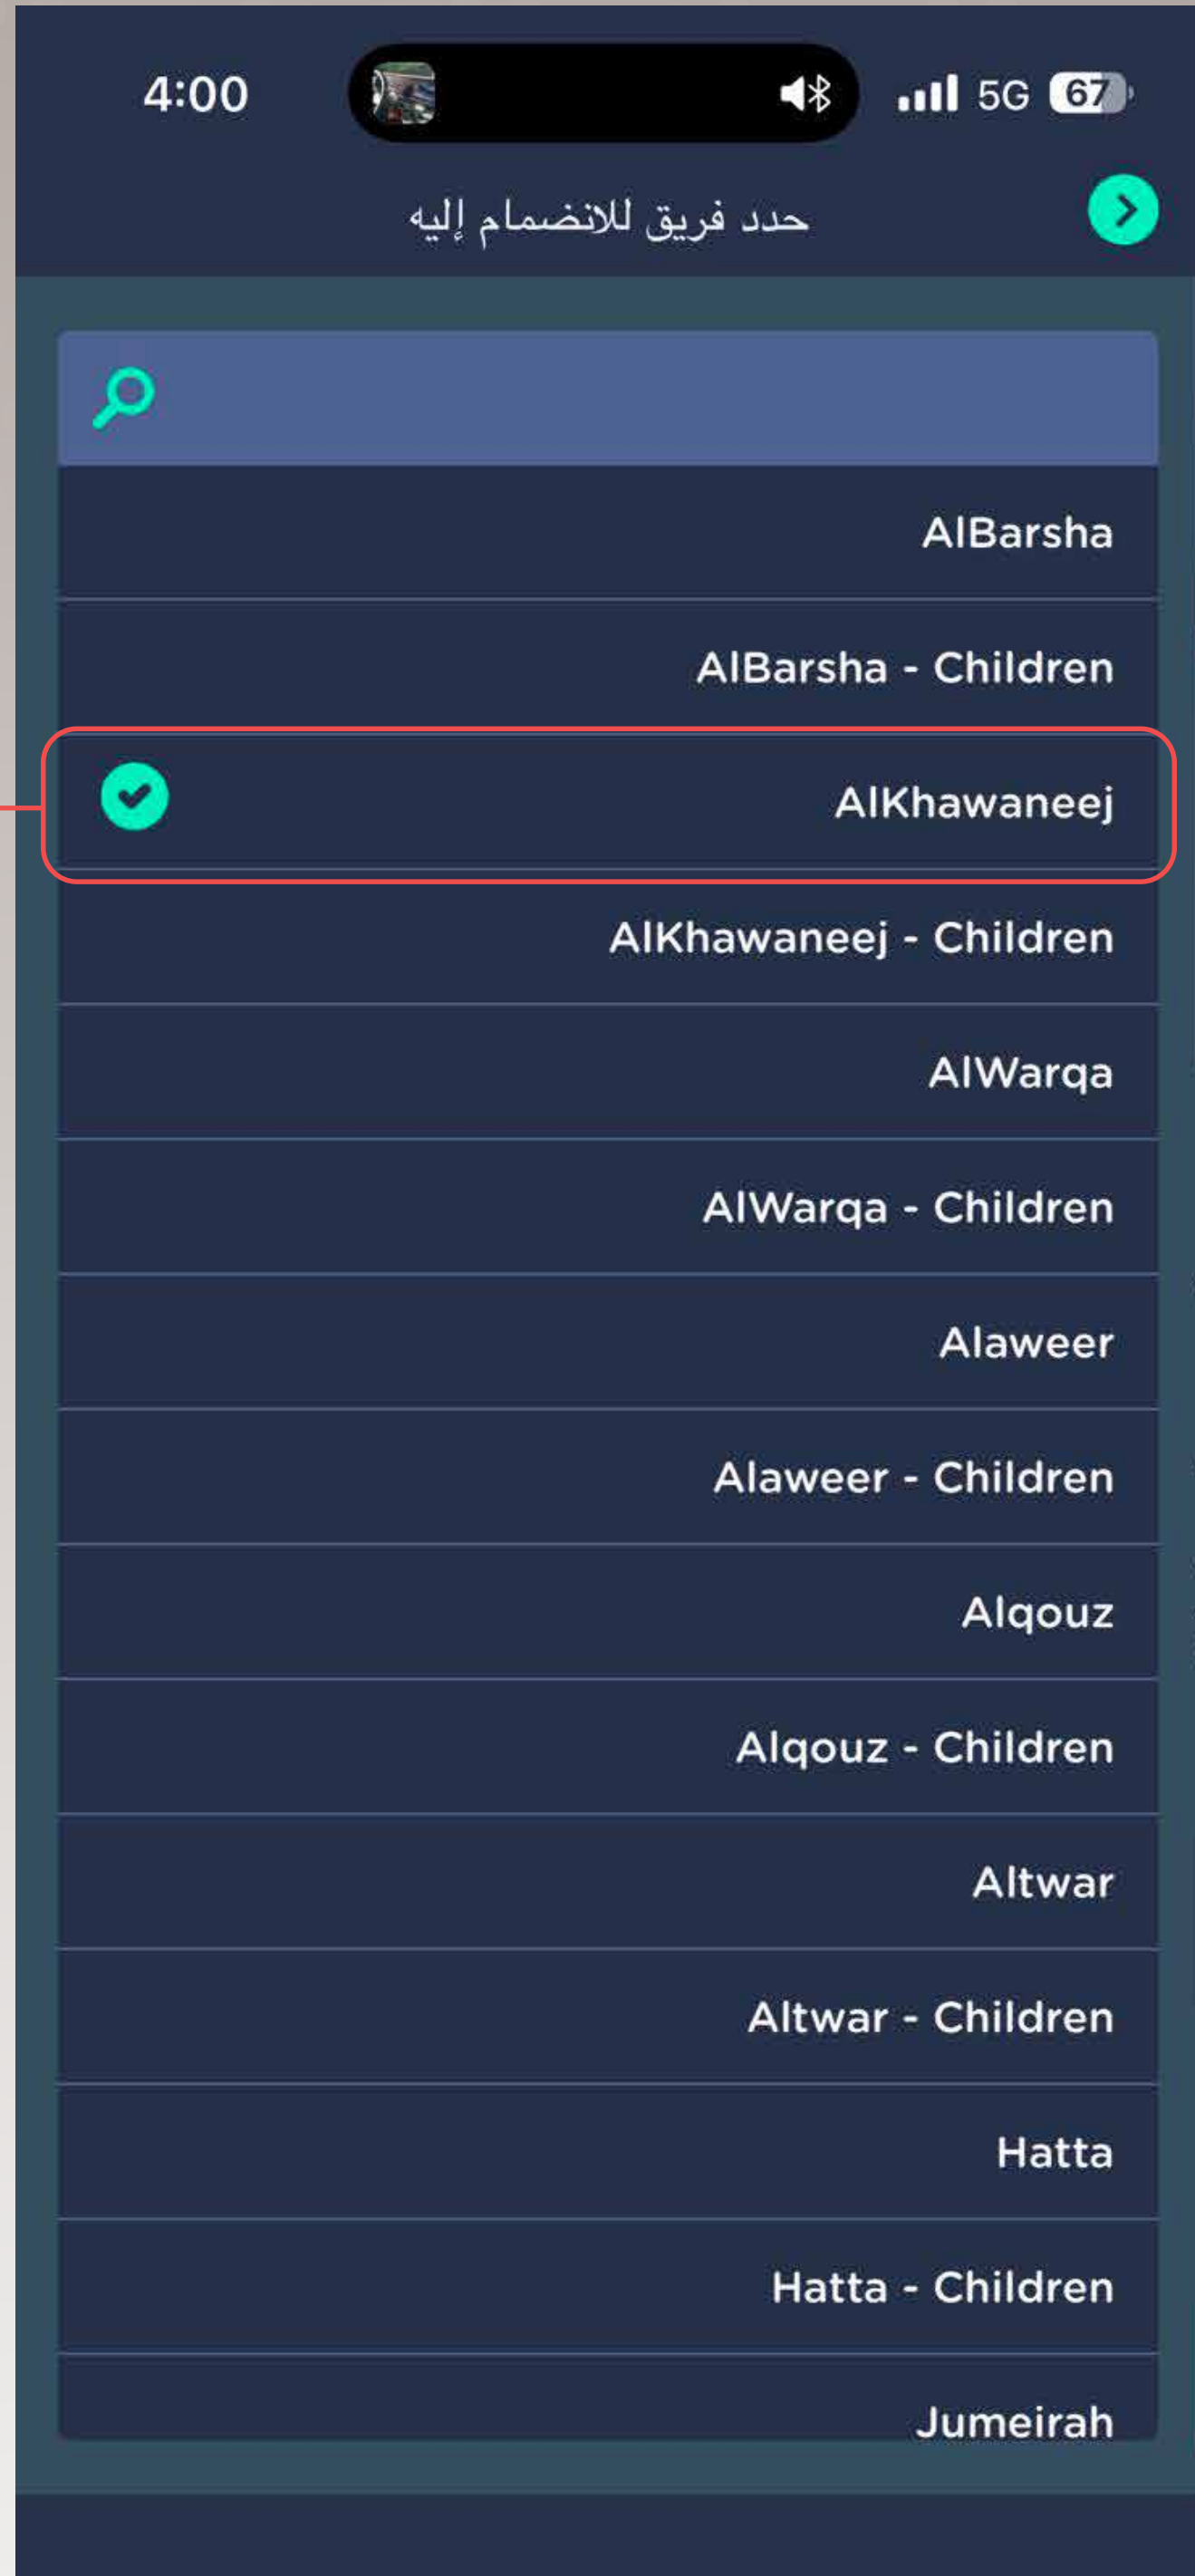 4:00 5G 67
حدد فريق للانضمام إليه
AlBarsha
AlBarsha - Children
AlKhawaneej
AlKhawaneej - Children
AlWarqa
AlWarqa - Children
Alaweer
Alaweer - Children
Alqouz
Alqouz - Children
Altwar
Altwar - Children
Hatta
Hatta - Children
Jumeirah